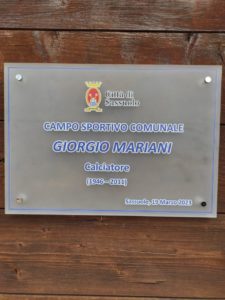 Città di
Sassuolo
CAMPO SPORTIVO COMUNALE
GIORGIO MARIANI
Calciatore
(1946 - 2011)
Sassuolo, 19 Marzo 2023